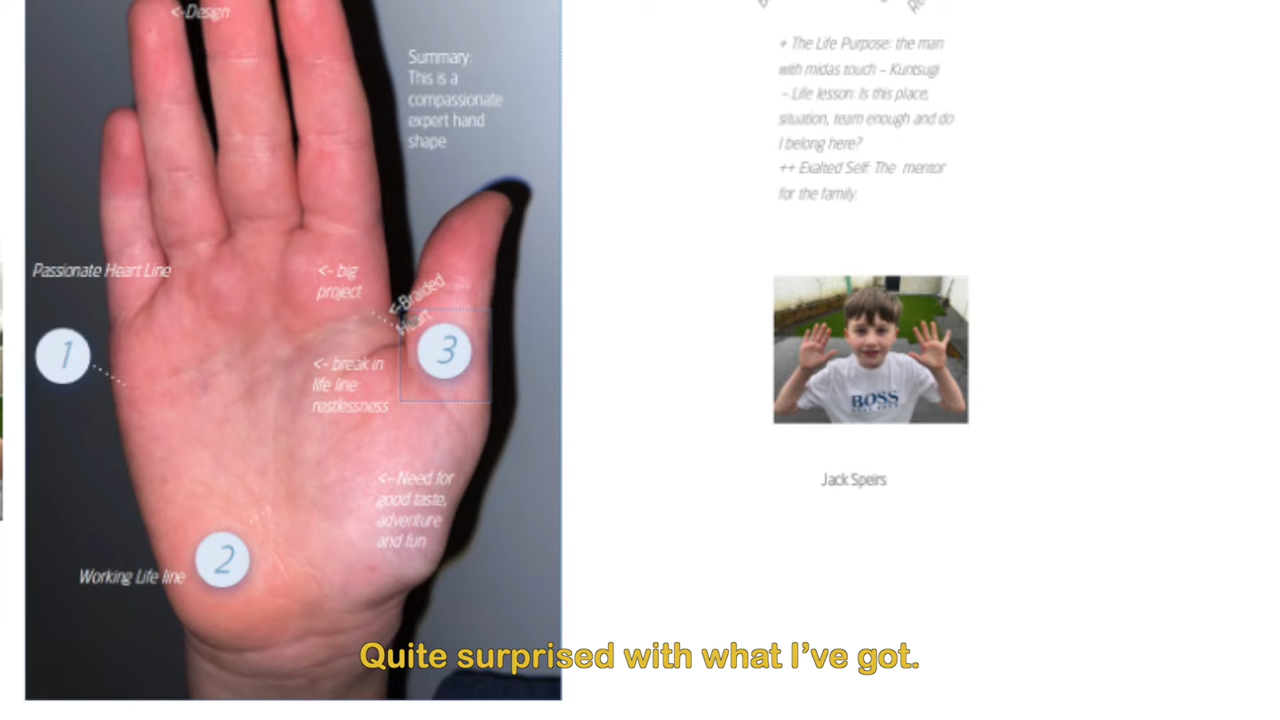 <-Design
Summary:
This is a
compassionate
expert hand
shape
Passionate Heart Line
<- big
project
<-Braided
Heart
1
3
<- break in
life line:
restlessness
<- Need for
good taste,
adventure
and fun
2
Working Life line
+ The Life Purpose: the man
with midas touch – Kuntsugi
– Life lesson: Is this place,
situation, team enough and do
I belong here?
++ Exalted Self: The mentor
for the family.
BOSS
Jack Speirs
Quite surprised with what I've got.